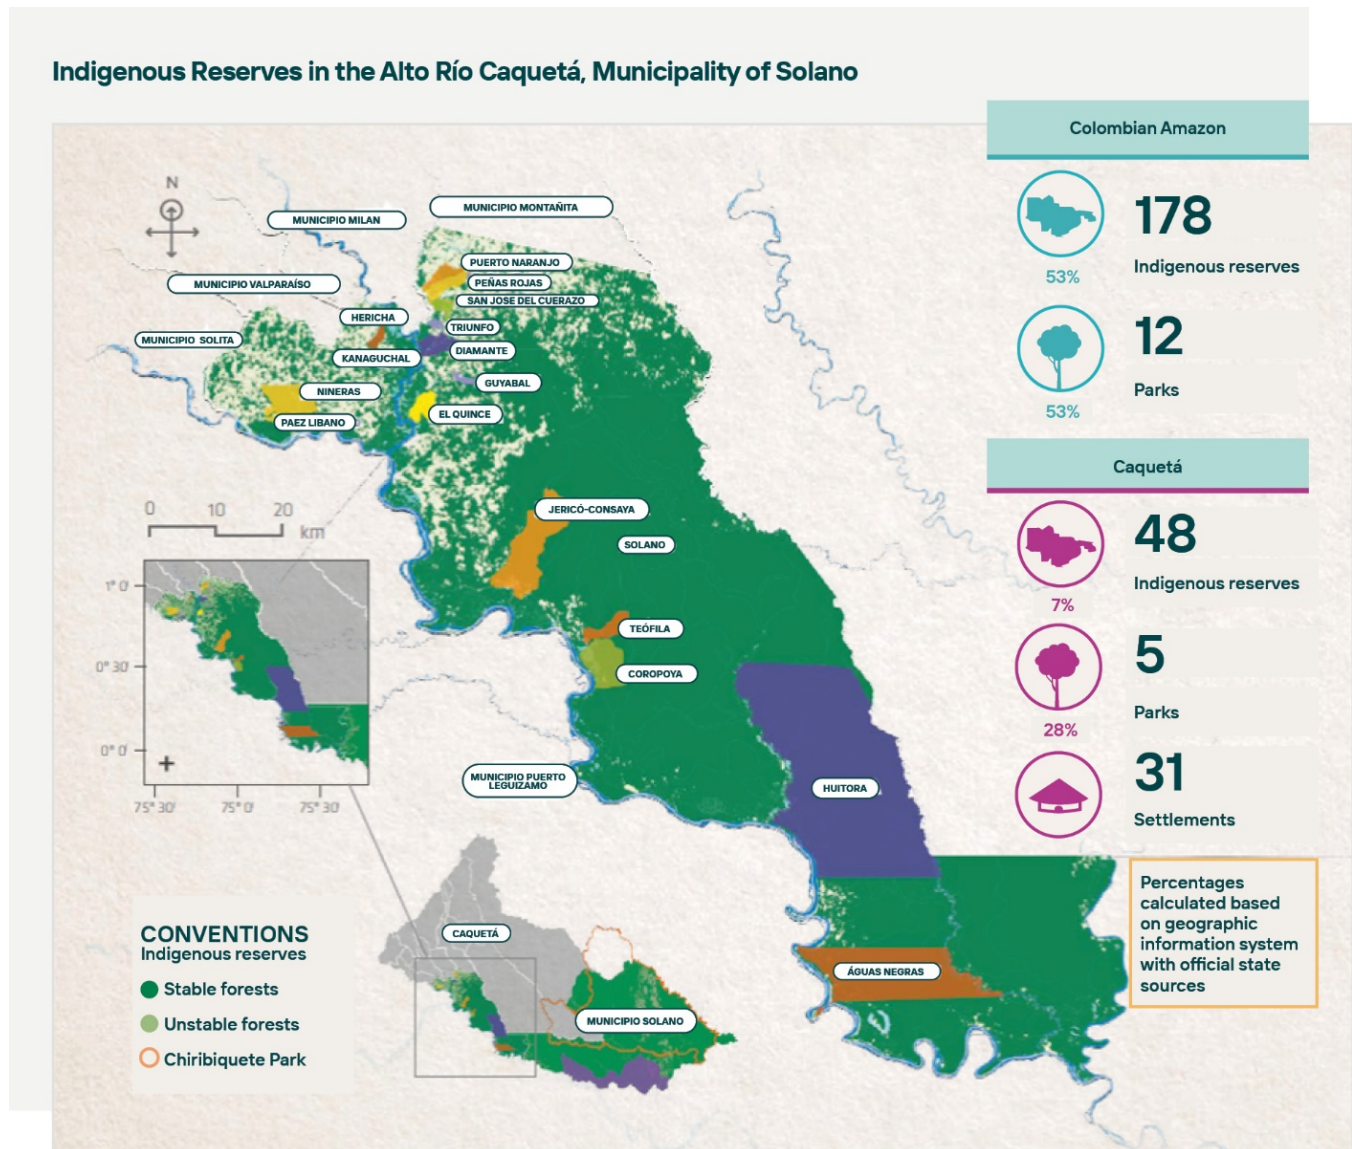 Indigenous Reserves in the Alto Río Caquetá, Municipality of Solano
Colombian Amazon
178
Indigenous reserves
53%
12
Parks
53%
Caquetá
48
Indigenous reserves
7%
5
Parks
28%
31
Settlements
Percentages
calculated based
on geographic
information system
with official state
sources
N
MUNICIPIO MILAN
MUNICIPIO MONTAÑITA
MUNICIPIO VALPARAÍSO
MUNICIPIO SOLITA
PUERTO NARANJO
PEÑAS ROJAS
SAN JOSE DEL CUERAZO
HERICHA
TRIUNFO
KANAGUCHAL
DIAMANTE
GUYABAL
NINERAS
EL QUINCE
PAEZ LIBANO
JERICÓ-CONSAYA
SOLANO
TEÓFILA
COROPOYA
MUNICIPIO PUERTO
LEGUIZAMO
HUITORA
ÁGUAS NEGRAS
0 10 20
km
1° 0'
0° 30'
0° 0'
75° 30' 75° 0' 75° 30'
CAQUETÁ
MUNICIPIO SOLANO
CONVENTIONS
Indigenous reserves
Stable forests
Unstable forests
Chiribiquete Park